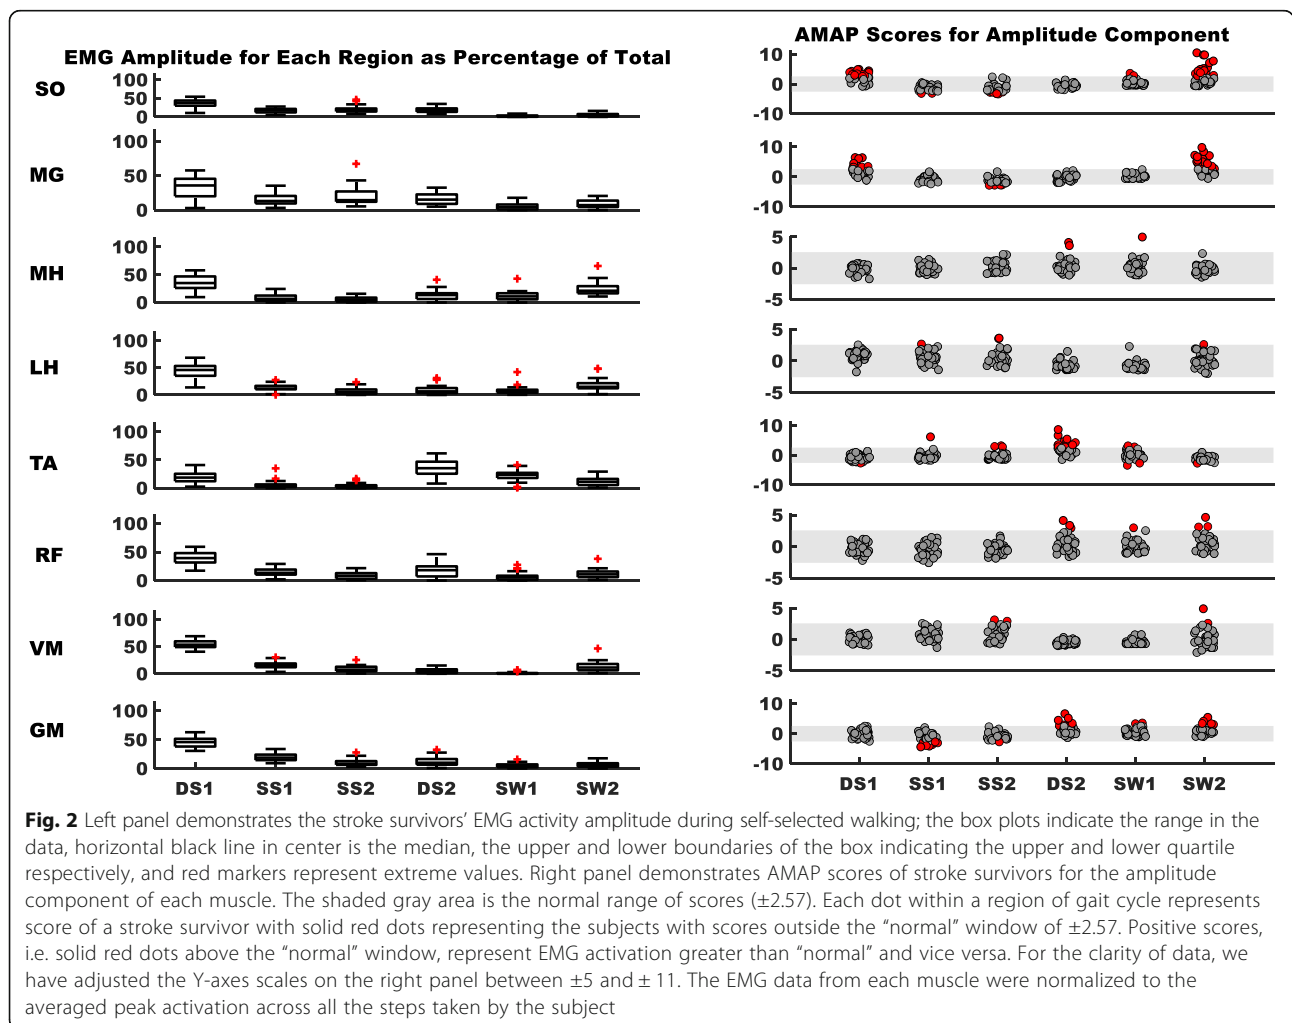 EMG Amplitude for Each Region as Percentage of Total
AMAP Scores for Amplitude Component
SO
100
50
0
10
0
-10
MG
100
50
0
10
0
-10
MH
100
50
0
5
0
-5
LH
100
50
0
5
0
-5
TA
100
50
0
10
0
-10
RF
100
50
0
5
0
-5
VM
100
50
0
5
0
-5
GM
100
50
0
10
0
-10
DS1 SS1 SS2 DS2 SW1 SW2
DS1 SS1 SS2 DS2 SW1 SW2
Fig. 2 Left panel demonstrates the stroke survivors’ EMG activity amplitude during self-selected walking; the box plots indicate the range in the
data, horizontal black line in center is the median, the upper and lower boundaries of the box indicating the upper and lower quartile
respectively, and red markers represent extreme values. Right panel demonstrates AMAP scores of stroke survivors for the amplitude
component of each muscle. The shaded gray area is the normal range of scores (±2.57). Each dot within a region of gait cycle represents
score of a stroke survivor with solid red dots representing the subjects with scores outside the “normal” window of ±2.57. Positive scores,
i.e. solid red dots above the “normal” window, represent EMG activation greater than “normal” and vice versa. For the clarity of data, we
have adjusted the Y-axes scales on the right panel between ±5 and ± 11. The EMG data from each muscle were normalized to the
averaged peak activation across all the steps taken by the subject